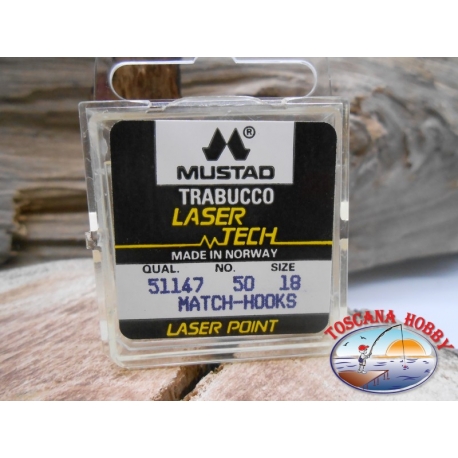 ®
MUSTAD
TRABUCCO
LASER
TECH
MADE IN NORWAY
QUAL. NO. SIZE
51147 50 18
MATCH-HOOKS
LASER POINT
TOSCANA HOBBY